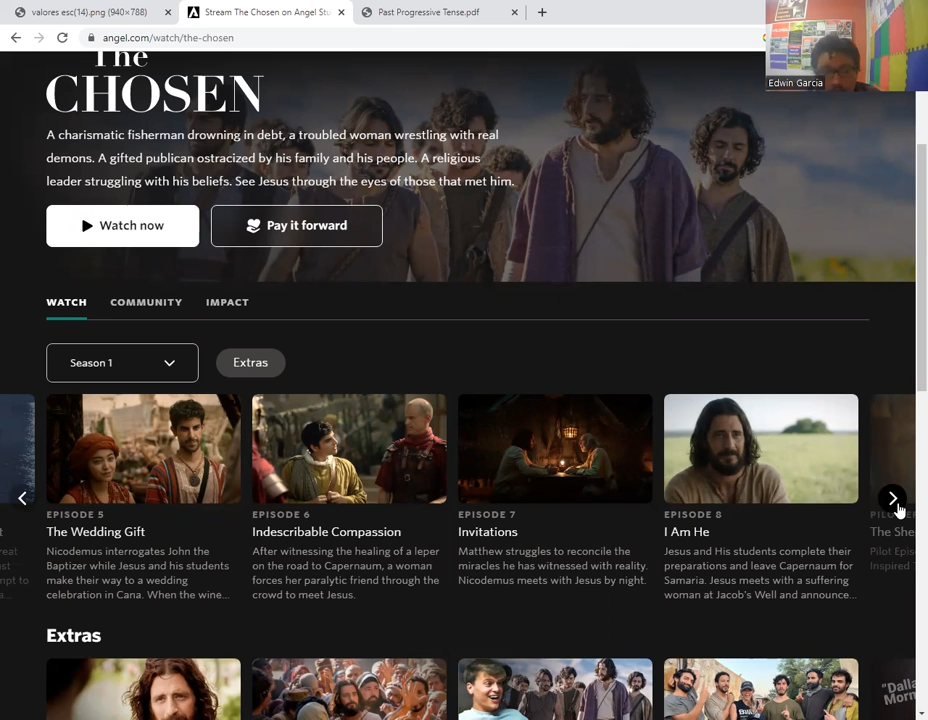 valores esc(14).png (940×788)
Stream The Chosen on Angel Stu
Past Progressive Tense.pdf
angel.com/watch/the-chosen
Edwin Garcia
The
CHOSEN
A charismatic fisherman drowning in debt, a troubled woman wrestling with real
demons. A gifted publican ostracized by his family and his people. A religious
leader struggling with his beliefs. See Jesus through the eyes of those that met him.
Watch now
Pay it forward
WATCH
COMMUNITY
IMPACT
Season 1
Extras
EPISODE 5
The Wedding Gift
Nicodemus interrogates John the
Baptizer while Jesus and his students
make their way to a wedding
celebration in Cana. When the wine...
EPISODE 6
Indescribable Compassion
After witnessing the healing of a leper
on the road to Capernaum, a woman
forces her paralytic friend through the
crowd to meet Jesus.
EPISODE 7
Invitations
Matthew struggles to reconcile the
miracles he has witnessed with reality.
Nicodemus meets with Jesus by night.
EPISODE 8
I Am He
Jesus and His students complete their
preparations and leave Capernaum for
Samaria. Jesus meets with a suffering
woman at Jacob's Well and announce...
The She
Pilot Epis
Inspired T
Extras
"Dalla
Morn